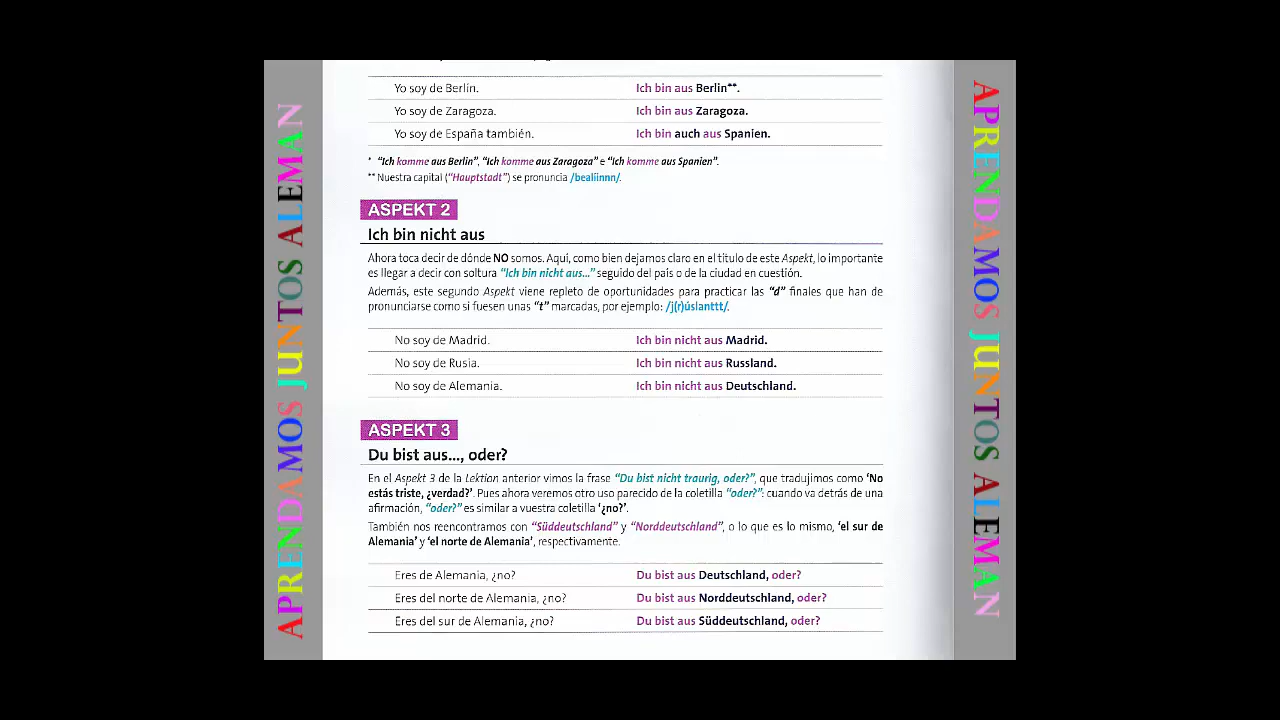 Yo soy de Berlín. Ich bin aus Berlin**.
Yo soy de Zaragoza. Ich bin aus Zaragoza.
Yo soy de España también. Ich bin auch aus Spanien.
* "Ich komme aus Berlin", "Ich komme aus Zaragoza" e "Ich komme aus Spanien".
** Nuestra capital ("Hauptstadt") se pronuncia /bealiinnn/.
ASPEKT 2
Ich bin nicht aus
Ahora toca decir de dónde NO somos. Aquí, como bien dejamos claro en el título de este Aspekt, lo importante
es llegar a decir con soltura "Ich bin nicht aus..." seguido del país o de la ciudad en cuestión.
Además, este segundo Aspekt viene repleto de oportunidades para practicar las "d" finales que han de
pronunciarse como si fuesen unas "t" marcadas, por ejemplo: /j(r)úslanttt/.
No soy de Madrid. Ich bin nicht aus Madrid.
No soy de Rusia. Ich bin nicht aus Russland.
No soy de Alemania. Ich bin nicht aus Deutschland.
ASPEKT 3
Du bist aus..., oder?
En el Aspekt 3 de la Lektion anterior vimos la frase "Du bist nicht traurig, oder?", que tradujimos como 'No
estás triste, ¿verdad?'. Pues ahora veremos otro uso parecido de la coletilla "oder?": cuando va detrás de una
afirmación, "oder?" es similar a vuestra coletilla '¿no?'.
También nos reencontramos con "Süddeutschland" y "Norddeutschland", o lo que es lo mismo, 'el sur de
Alemania' y 'el norte de Alemania', respectivamente.
Eres de Alemania, ¿no? Du bist aus Deutschland, oder?
Eres del norte de Alemania, ¿no? Du bist aus Norddeutschland, oder?
Eres del sur de Alemania, ¿no? Du bist aus Süddeutschland, oder?
APRENDAMOS JUNTOS ALEMAN
APRENDAMOS JUNTOS ALEMAN